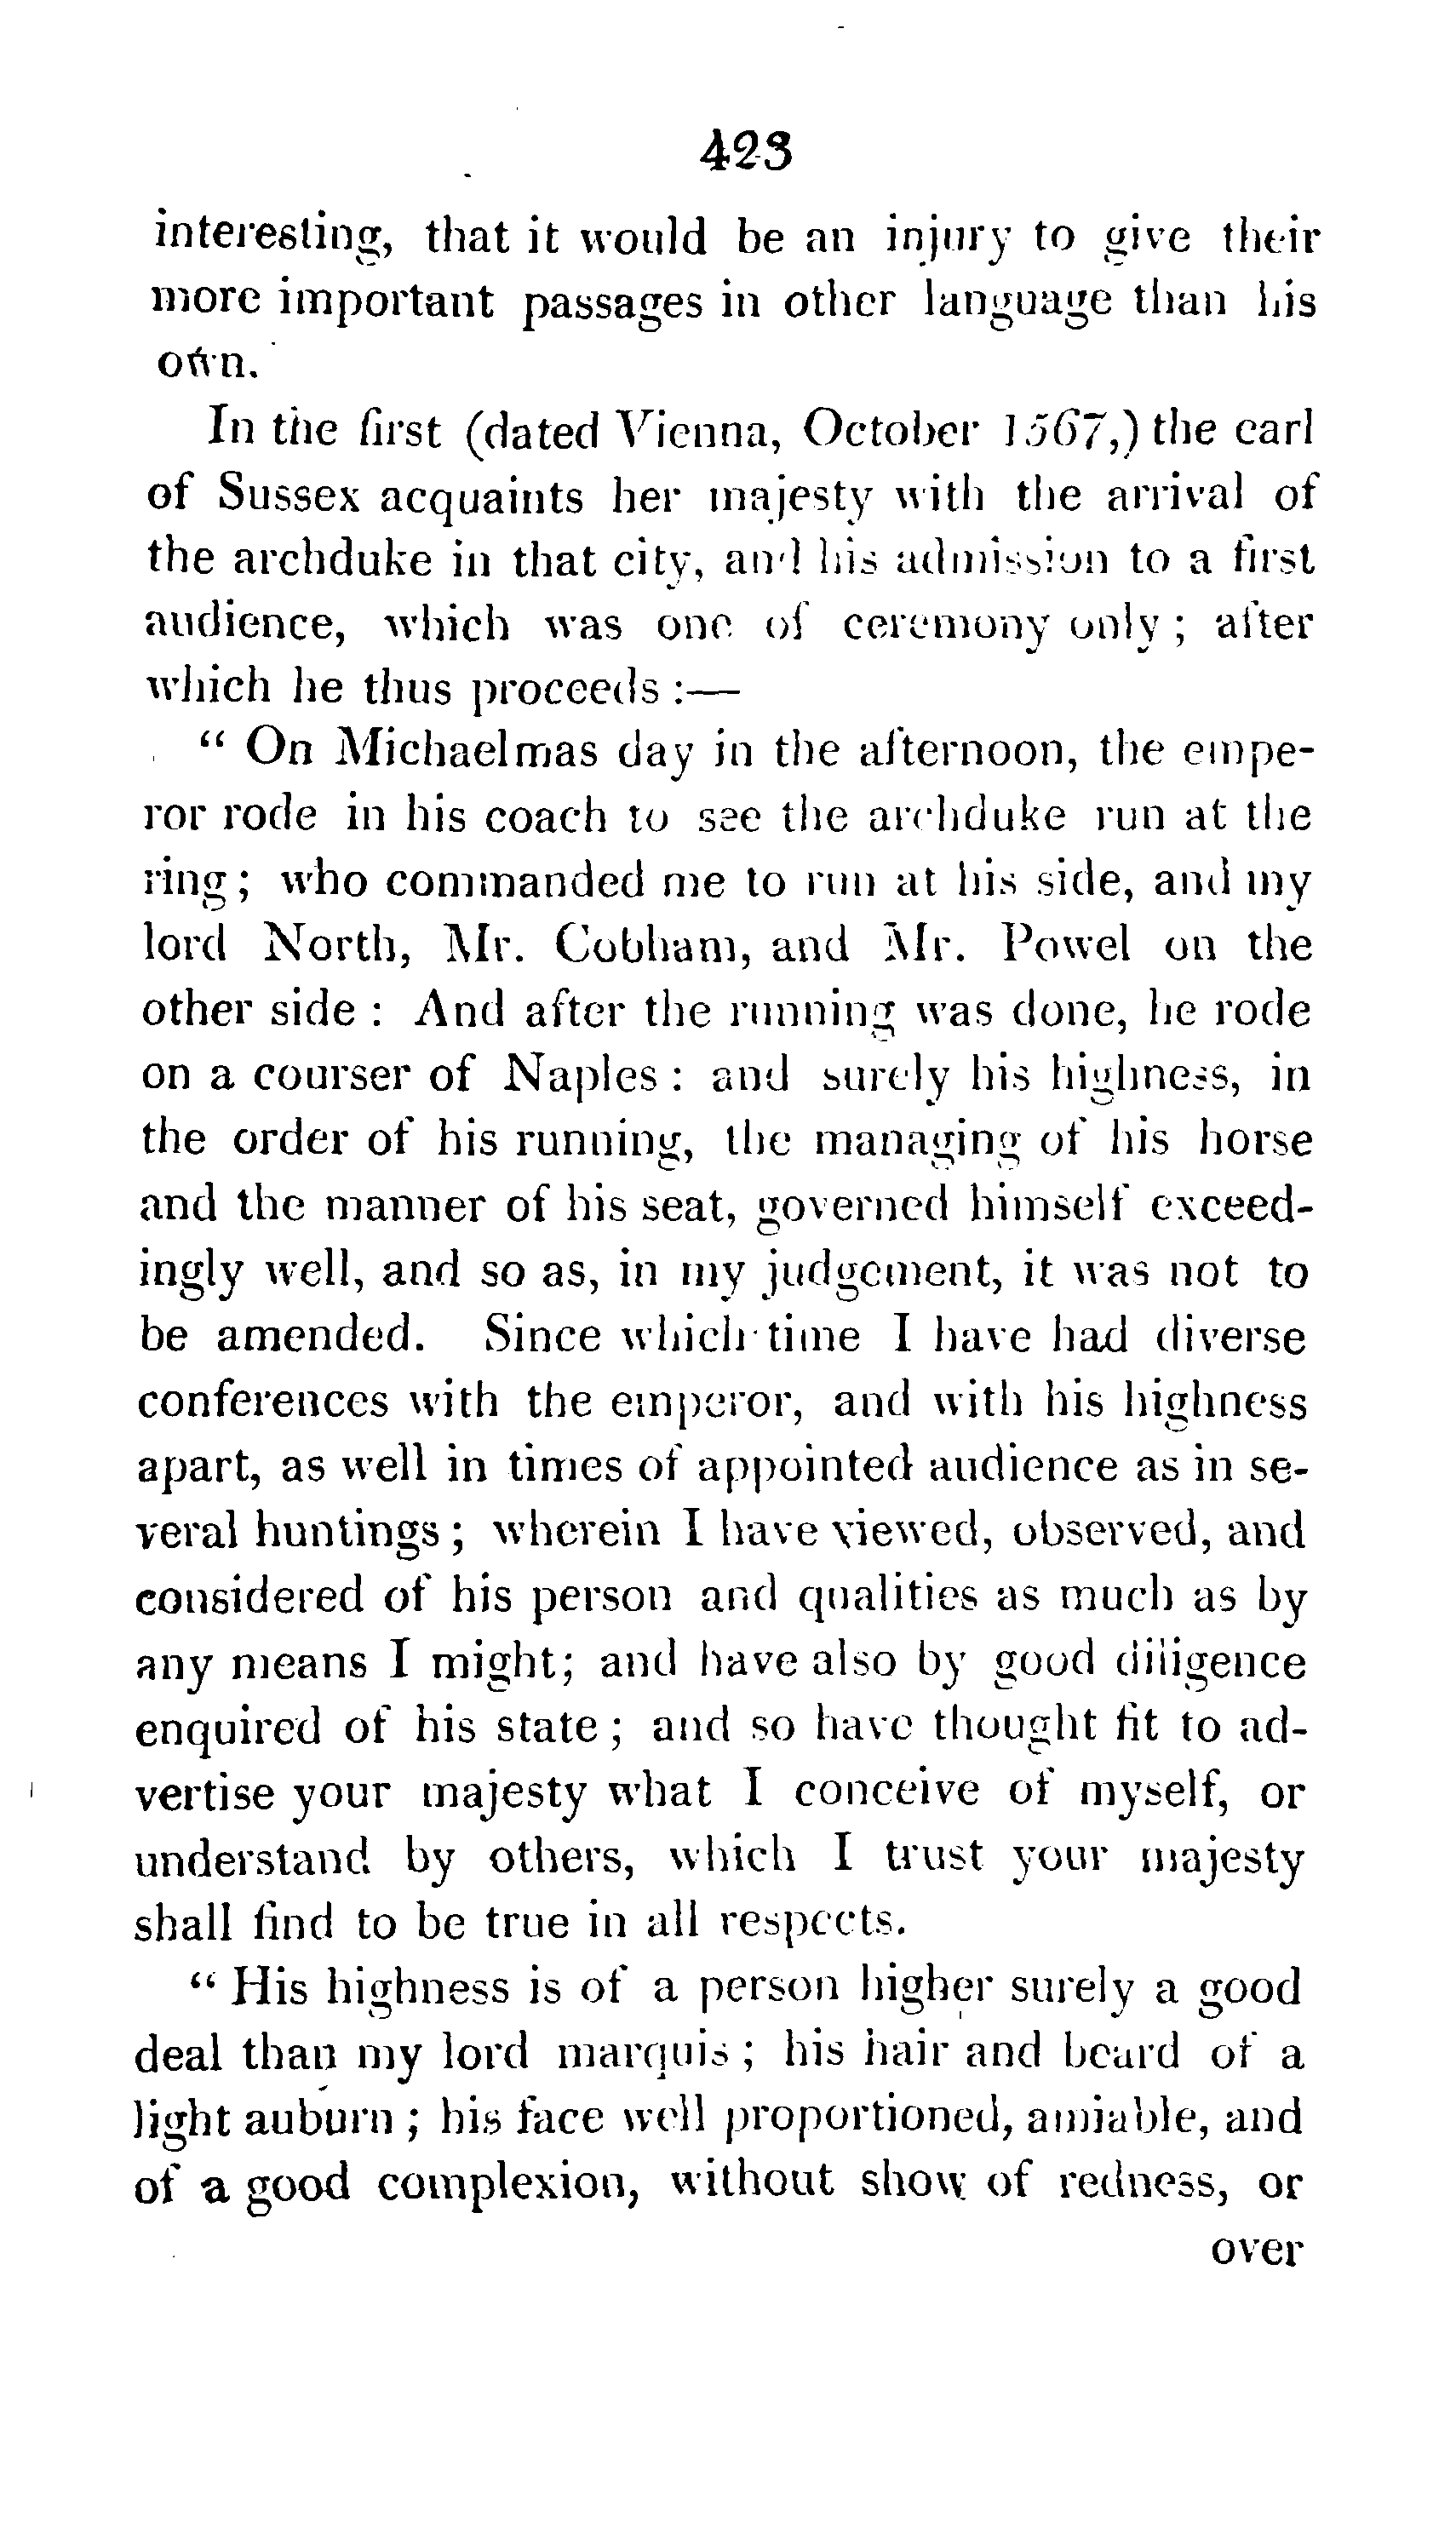 423
interesting, that it would be an injury to give their
more important passages in other language than his
own.
In the first (dated Vienna, October 1567,) the earl
of Sussex acquaints her majesty with the arrival of
the archduke in that city, and his admission to a first
audience, which was one of ceremony only ; after
which he thus proceeds :—
“ On Michaelmas day in the afternoon, the empe-
ror rode in his coach to see the archduke run at the
ring ; who commanded me to run at his side, and my
lord North, Mr. Cobham, and Mr. Powel on the
other side : And after the running was done, he rode
on a courser of Naples : and surely his highness, in
the order of his running, the managing of his horse
and the manner of his seat, governed himself exceed-
ingly well, and so as, in my judgement, it was not to
be amended. Since which time I have had diverse
conferences with the emperor, and with his highness
apart, as well in times of appointed audience as in se-
veral huntings ; wherein I have viewed, observed, and
considered of his person and qualities as much as by
any means I might; and have also by good diligence
enquired of his state ; and so have thought fit to ad-
vertise your majesty what I conceive of myself, or
understand by others, which I trust your majesty
shall find to be true in all respects.
“ His highness is of a person higher surely a good
deal than my lord marquis ; his hair and beard of a
light auburn ; his face well proportioned, amiable, and
of a good complexion, without show of redness, or
over